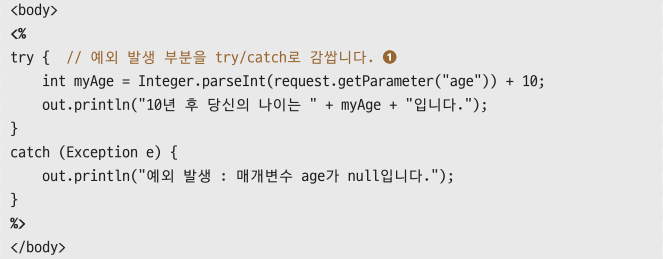 <body>
<%
try {  // 예외 발생 부분을 try/catch로 감쌉니다. ❶
    int myAge = Integer.parseInt(request.getParameter("age")) + 10;
    out.println("10년 후 당신의 나이는 " + myAge + "입니다.");
}
catch (Exception e) {
    out.println("예외 발생 : 매개변수 age가 null입니다.");
}
%>
</body>